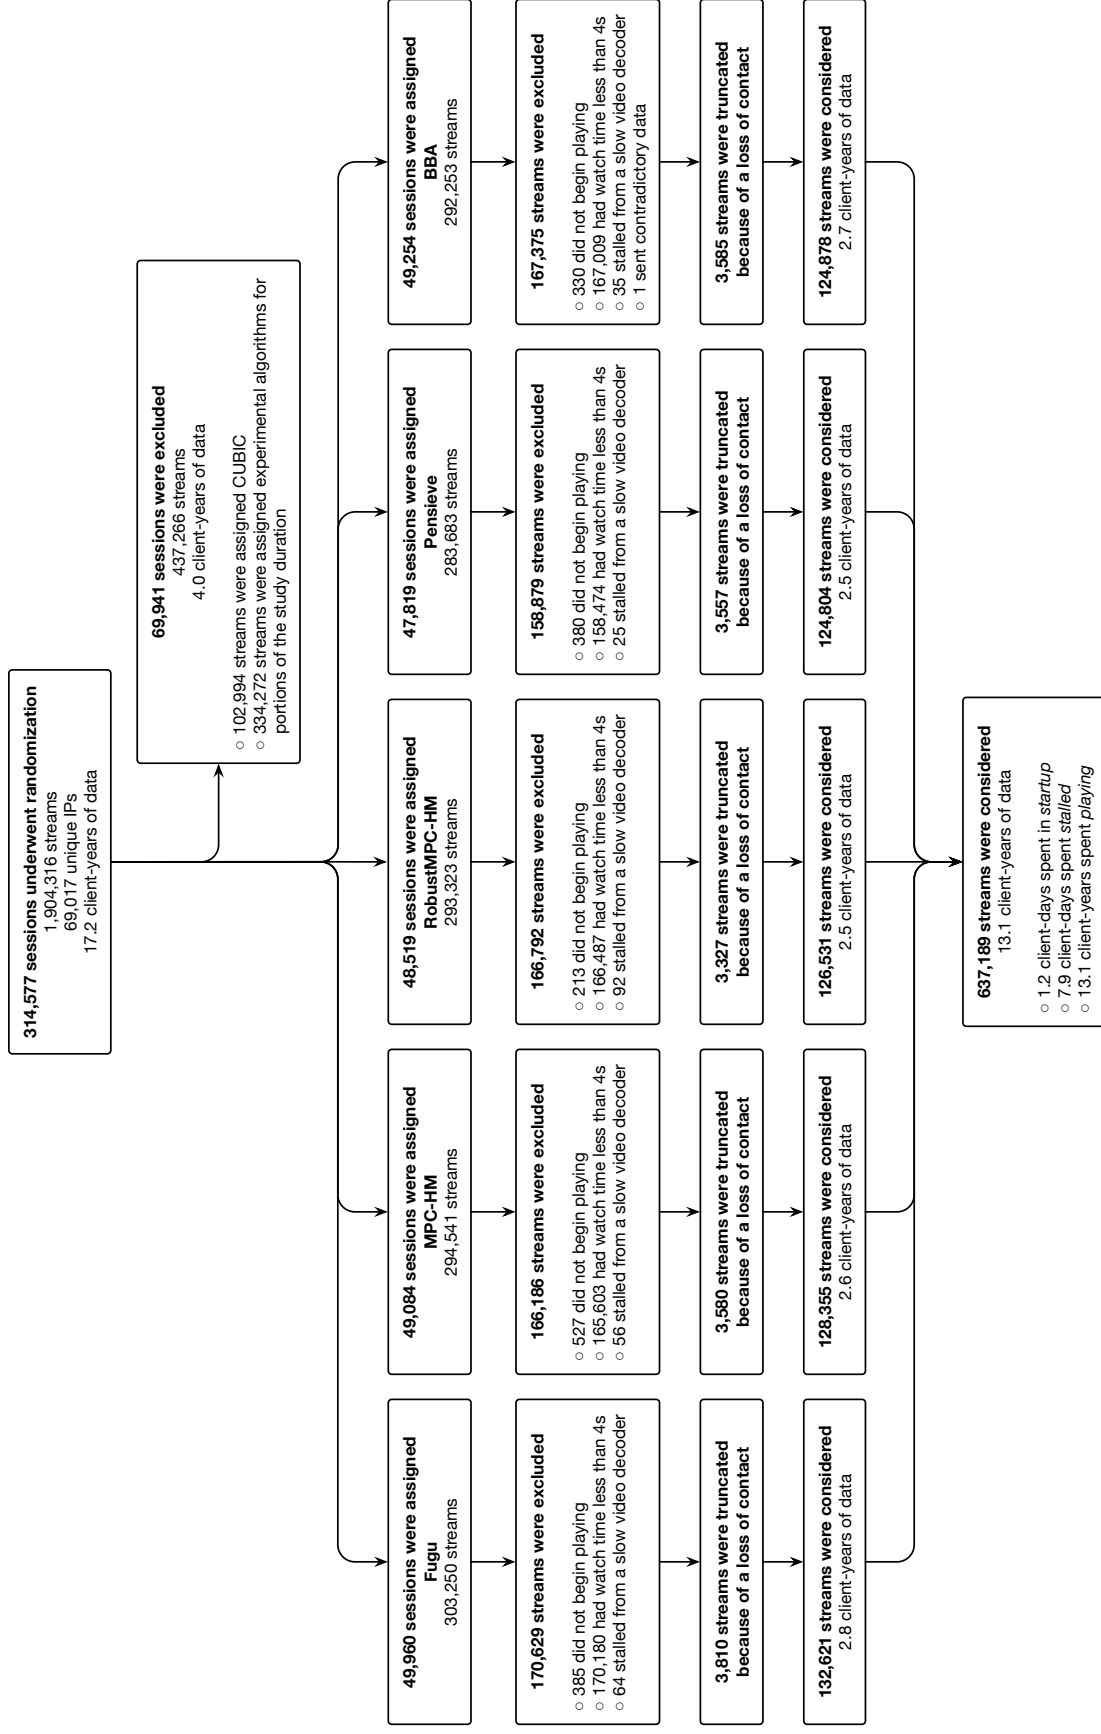 314,577 sessions underwent randomization
1,904,316 streams
69,017 unique IPs
17.2 client-years of data
69,941 sessions were excluded
437,266 streams
4.0 client-years of data
○ 102,994 streams were assigned CUBIC
○ 334,272 streams were assigned experimental algorithms for
portions of the study duration
49,960 sessions were assigned
Fugu
303,250 streams
49,084 sessions were assigned
MPC-HM
294,541 streams
48,519 sessions were assigned
RobustMPC-HM
293,323 streams
47,819 sessions were assigned
Pensieve
283,683 streams
49,254 sessions were assigned
BBA
292,253 streams
170,629 streams were excluded
○ 385 did not begin playing
○ 170,180 had watch time less than 4s
○ 64 stalled from a slow video decoder
166,186 streams were excluded
○ 527 did not begin playing
○ 165,603 had watch time less than 4s
○ 56 stalled from a slow video decoder
166,792 streams were excluded
○ 213 did not begin playing
○ 166,487 had watch time less than 4s
○ 92 stalled from a slow video decoder
158,879 streams were excluded
○ 380 did not begin playing
○ 158,474 had watch time less than 4s
○ 25 stalled from a slow video decoder
167,375 streams were excluded
○ 330 did not begin playing
○ 167,009 had watch time less than 4s
○ 35 stalled from a slow video decoder
○ 1 sent contradictory data
3,810 streams were truncated
because of a loss of contact
3,580 streams were truncated
because of a loss of contact
3,327 streams were truncated
because of a loss of contact
3,557 streams were truncated
because of a loss of contact
3,585 streams were truncated
because of a loss of contact
132,621 streams were considered
2.8 client-years of data
128,355 streams were considered
2.6 client-years of data
126,531 streams were considered
2.5 client-years of data
124,804 streams were considered
2.5 client-years of data
124,878 streams were considered
2.7 client-years of data
637,189 streams were considered
13.1 client-years of data
○ 1.2 client-days spent in startup
○ 7.9 client-days spent stalled
○ 13.1 client-years spent playing